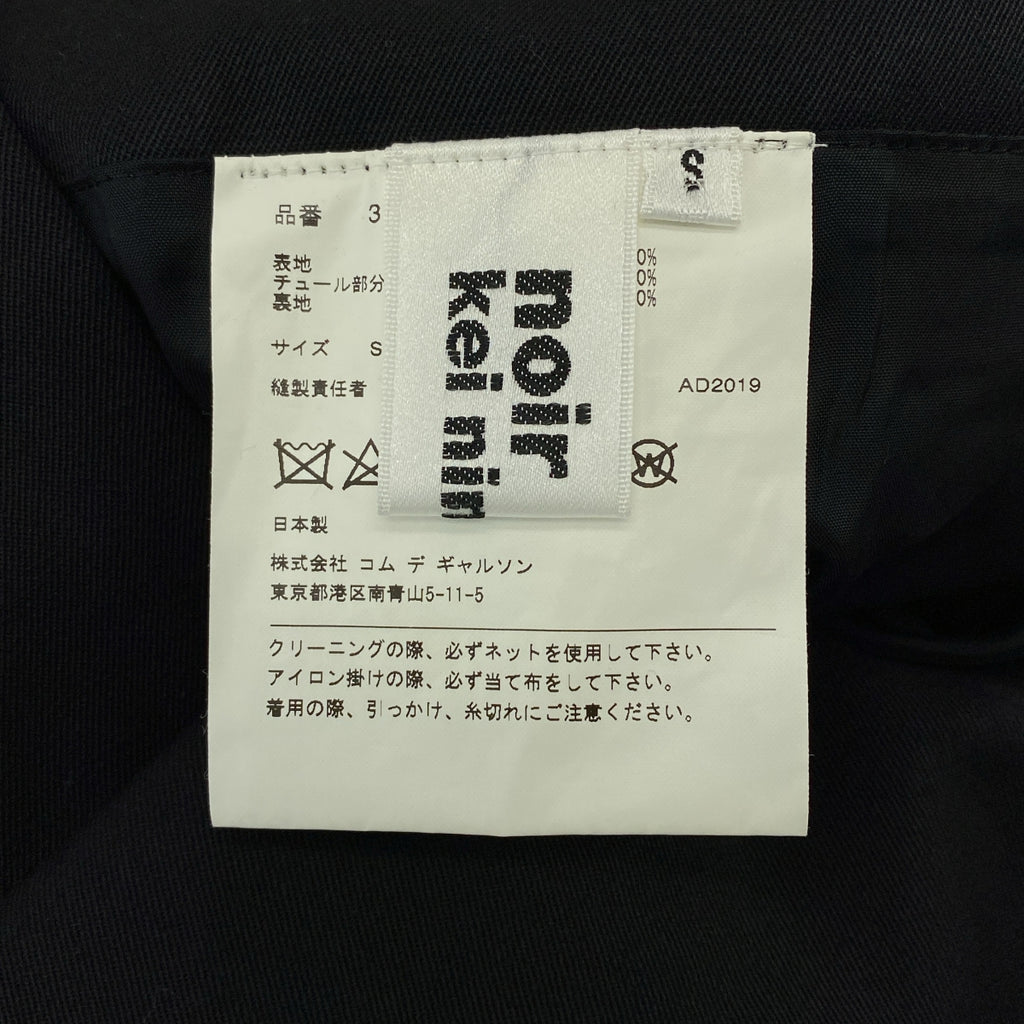 品番 3
表地 0%
チュール部分 0%
裏地 0%
サイズ S
縫製責任者 AD2019
日本製
株式会社 コム デ ギャルソン
東京都港区南青山5-11-5
クリーニングの際、必ずネットを使用して下さい。
アイロン掛けの際、必ず当て布をして下さい。
着用の際、引っかけ、糸切れにご注意ください。
noir
kei nin
S
W